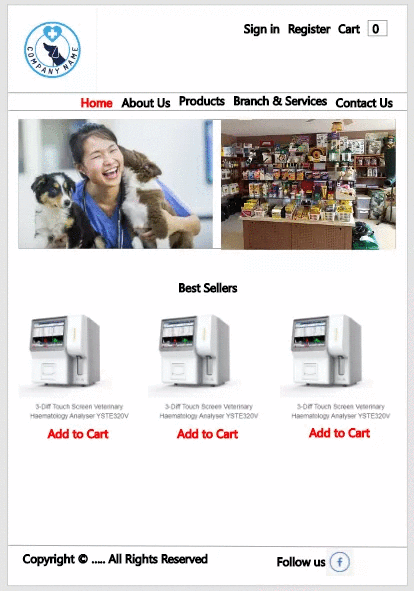 Sign in Register Cart 0
COMPANY NAME
Home About Us Products Branch & Services Contact Us
Best Sellers
3-Diff Touch Screen Veterinary
Haematology Analyser YSTE320V
Add to Cart
3-Diff Touch Screen Veterinary
Haematology Analyser YSTE320V
Add to Cart
3-Diff Touch Screen Veterinary
Haematology Analyser YSTE320V
Add to Cart
Copyright © ..... All Rights Reserved
Follow us f